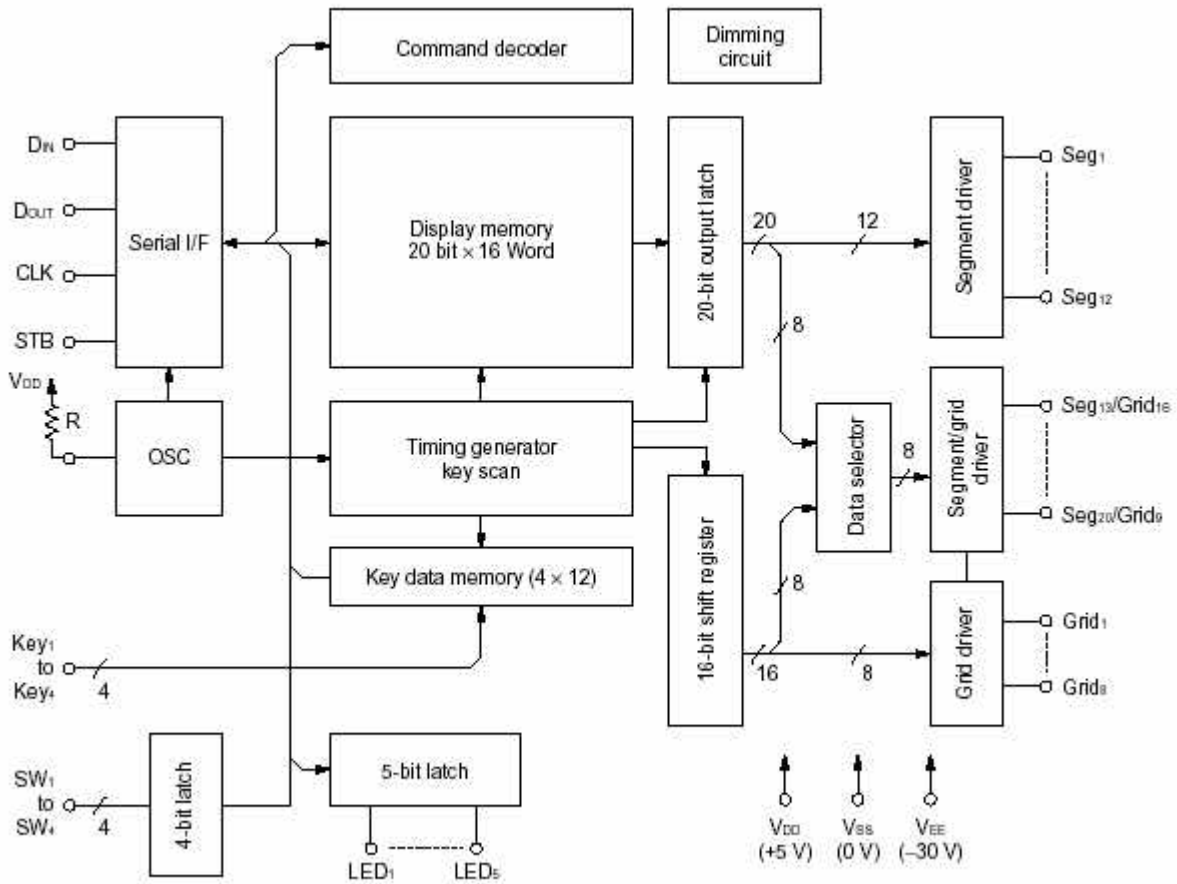 Command decoder
Dimming
circuit
DIN
DOUT
CLK
STB
Serial I/F
Display memory
20 bit × 16 Word
20-bit output latch
20
12
8
Segment driver
Seg1
Seg12
VDD
R
OSC
Timing generator
key scan
Data selector
8
Segment/grid
driver
Seg13/Grid16
Seg20/Grid9
Key data memory (4 × 12)
16-bit shift register
8
16
8
Grid driver
Grid1
Grid8
Key1
to
Key4
4
SW1
to
SW4
4
4-bit latch
5-bit latch
LED1
LED5
VDD
(+5 V)
VSS
(0 V)
VEE
(–30 V)